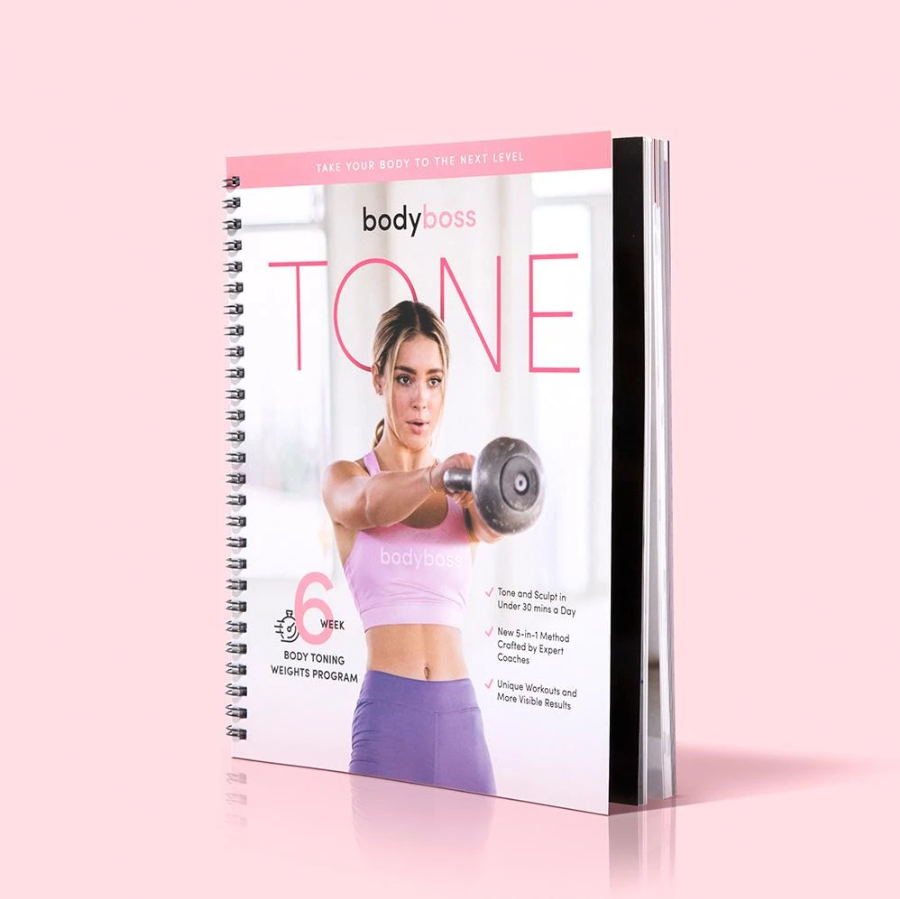 TAKE YOUR BODY TO THE NEXT LEVEL
bodyboss
TONE
bodyboss
6
WEEK
BODY TONING
WEIGHTS PROGRAM
Tone and Sculpt in
Under 30 mins a Day
New 5-in-1 Method
Crafted by Expert
Coaches
Unique Workouts and
More Visible Results